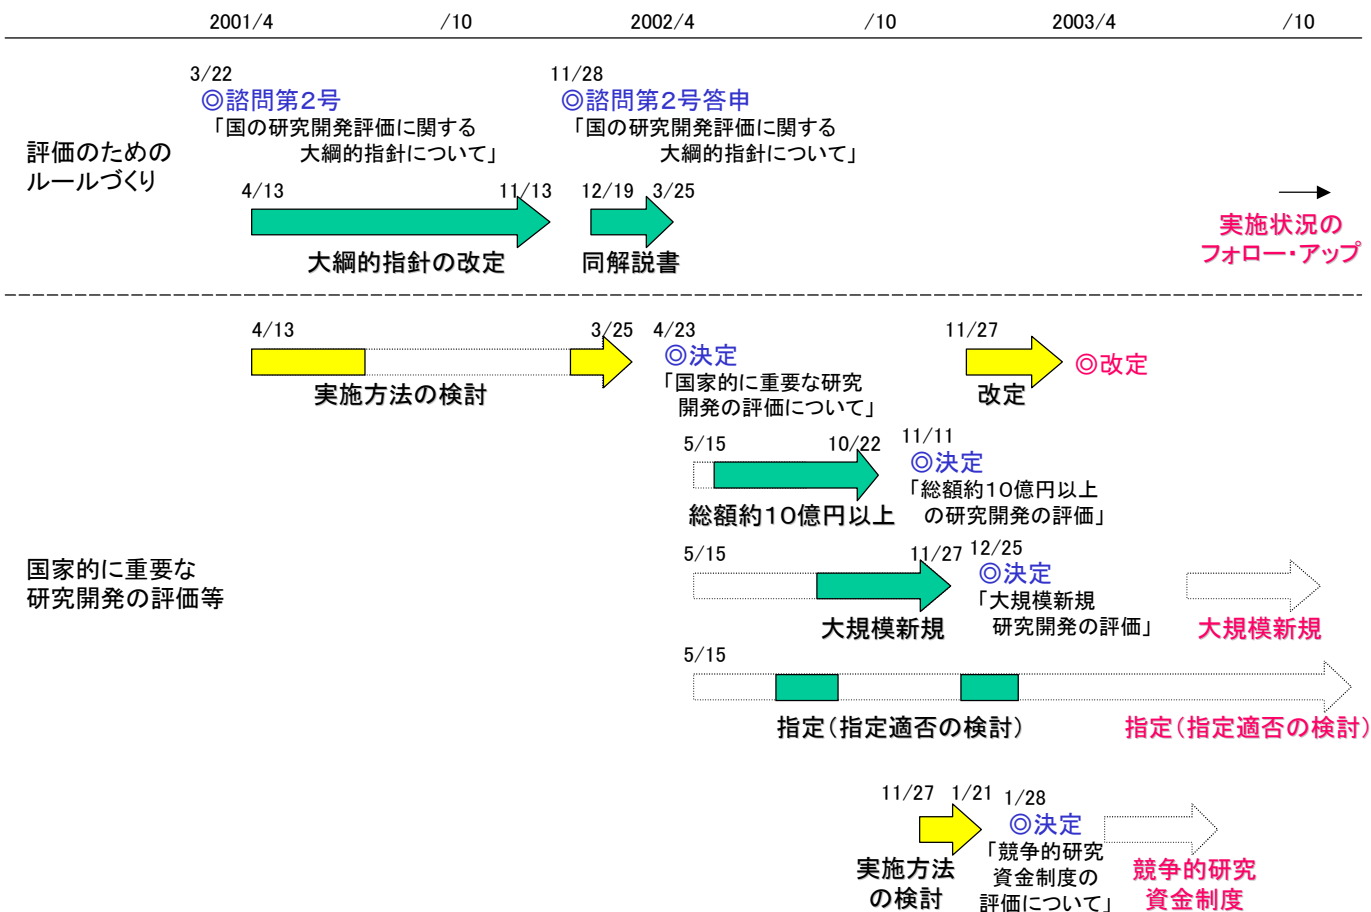 2001/4 /10 2002/4 /10 2003/4 /10
3/22
◎諮問第2号
「国の研究開発評価に関する
大綱的指針について」
11/28
◎諮問第2号答申
「国の研究開発評価に関する
大綱的指針について」
評価のための
ルールづくり
4/13 11/13
大綱的指針の改定
12/19 3/25
同解説書
実施状況の
フォロー・アップ
4/13 3/25
実施方法の検討
4/23
◎決定
「国家的に重要な研究
開発の評価について」
11/27
改定
◎改定
5/15 10/22
総額約10億円以上
11/11
◎決定
「総額約10億円以上
の研究開発の評価」
国家的に重要な
研究開発の評価等
5/15 11/27
大規模新規
12/25
◎決定
「大規模新規
研究開発の評価」
大規模新規
5/15
指定(指定適否の検討)
指定(指定適否の検討)
11/27 1/21
実施方法
の検討
1/28
◎決定
「競争的研究
資金制度の
評価について」
競争的研究
資金制度